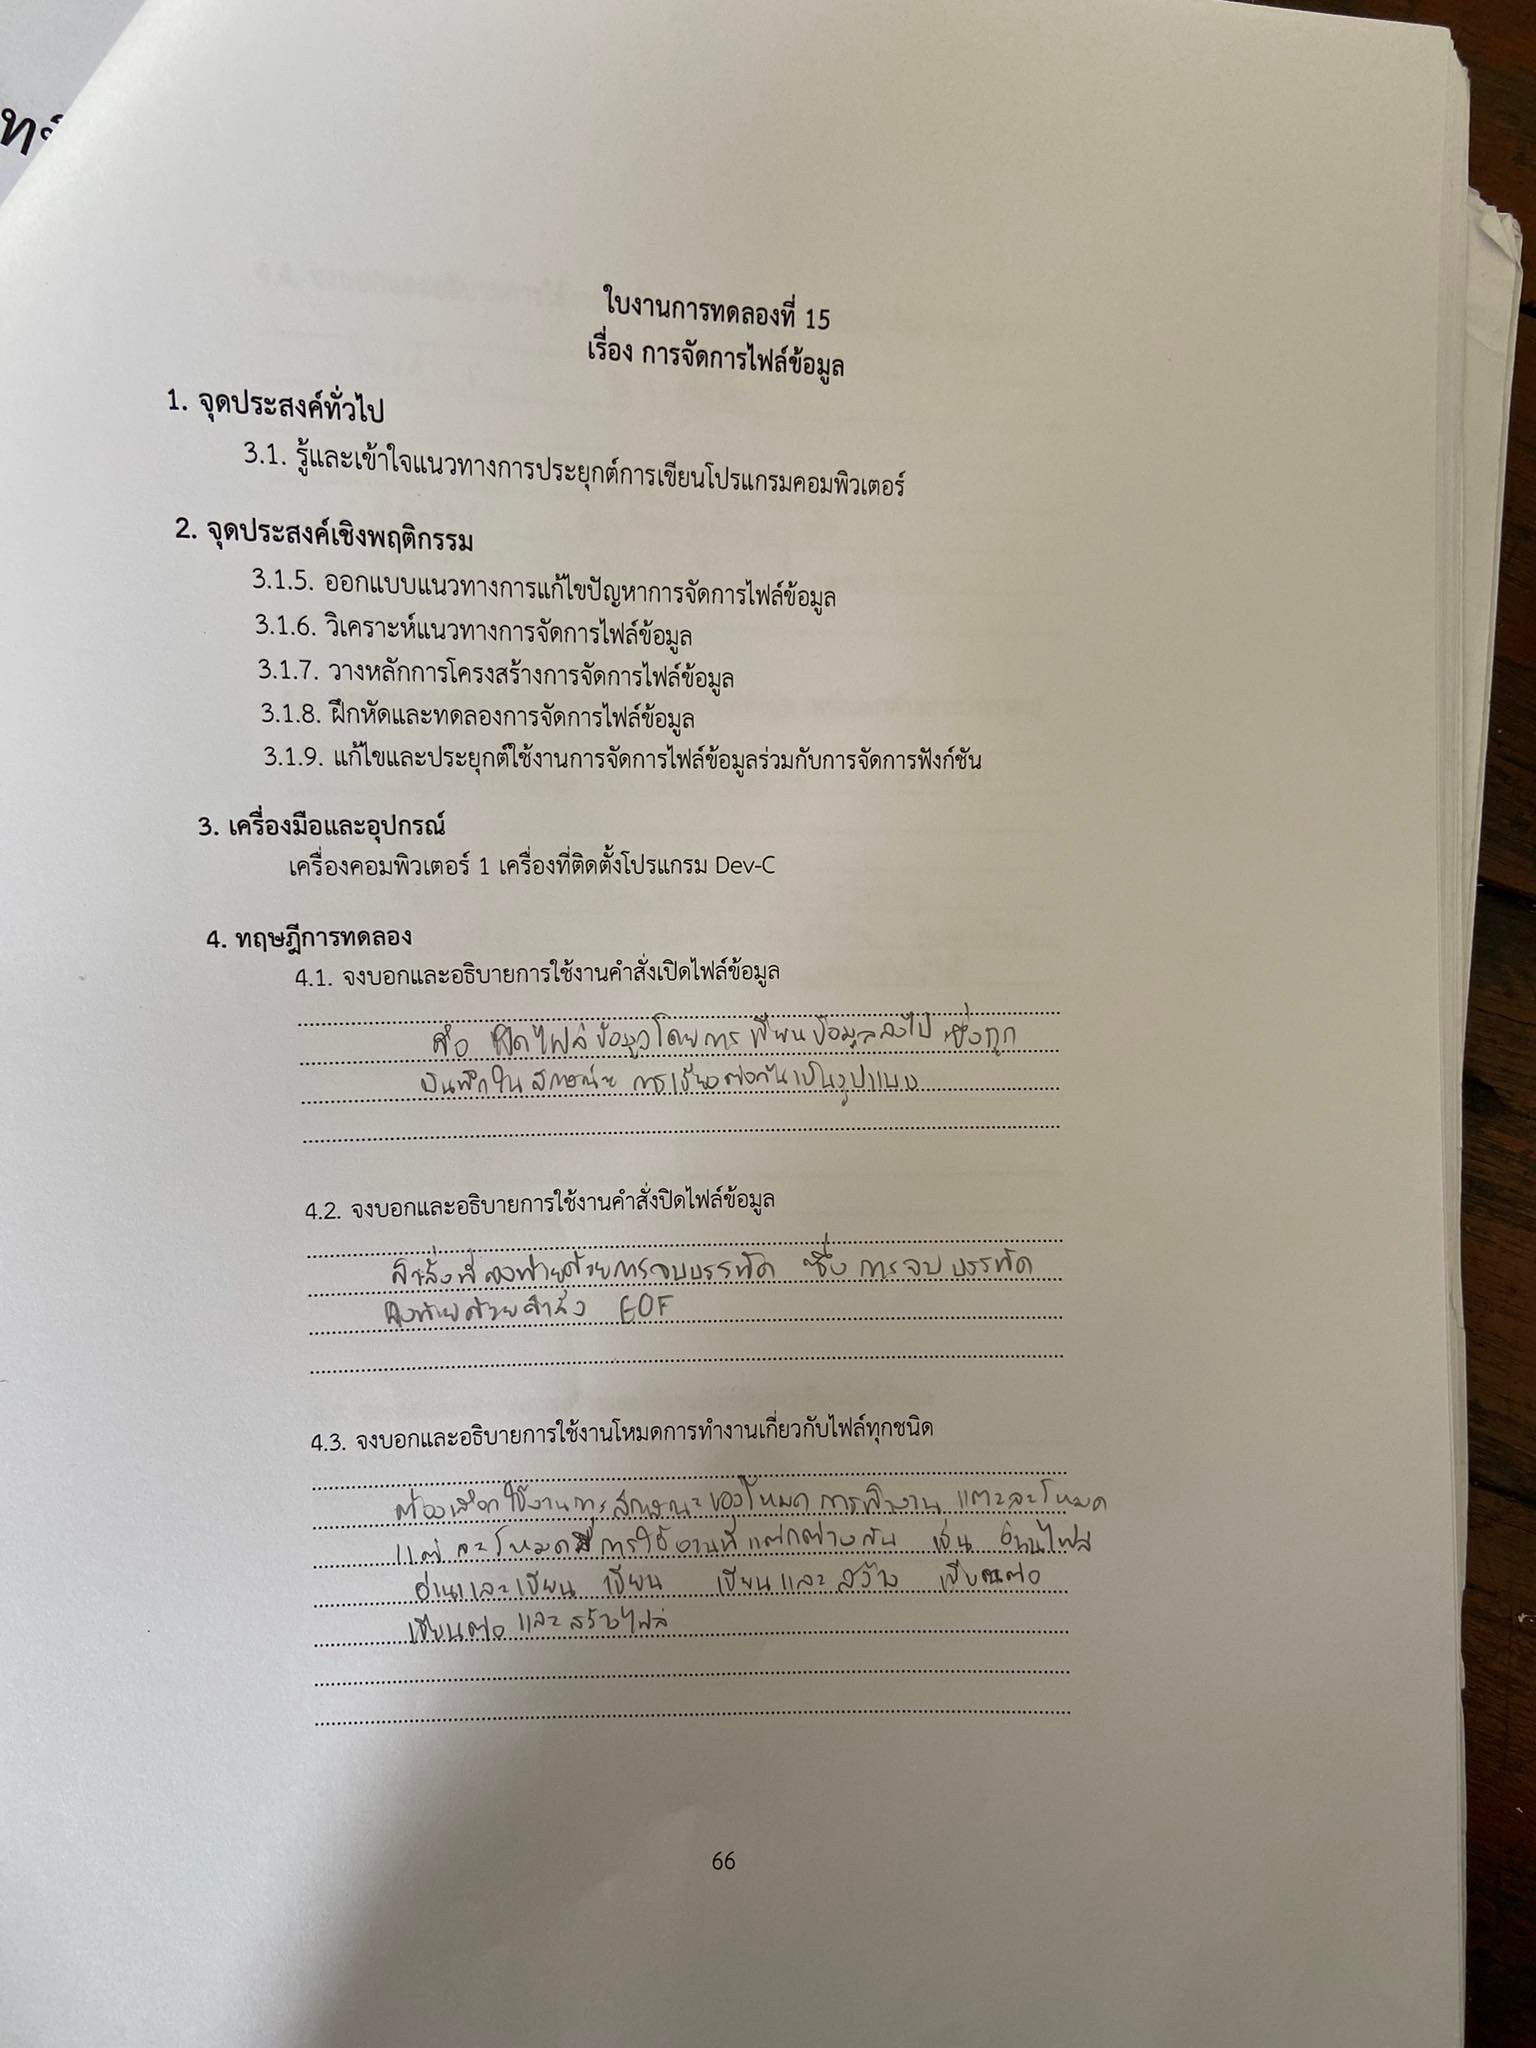 ใบงานการทดลองที่ 15
เรื่อง การจัดการไฟล์ข้อมูล
1. จุดประสงค์ทั่วไป
3.1. รู้และเข้าใจแนวทางการประยุกต์การเขียนโปรแกรมคอมพิวเตอร์
2. จุดประสงค์เชิงพฤติกรรม
3.1.5. ออกแบบแนวทางการแก้ไขปัญหาการจัดการไฟล์ข้อมูล
3.1.6. วิเคราะห์แนวทางการจัดการไฟล์ข้อมูล
3.1.7. วางหลักการโครงสร้างการจัดการไฟล์ข้อมูล
3.1.8. ฝึกหัดและทดลองการจัดการไฟล์ข้อมูล
3.1.9. แก้ไขและประยุกต์ใช้งานการจัดการไฟล์ข้อมูลร่วมกับการจัดการฟังก์ชัน
3. เครื่องมือและอุปกรณ์
เครื่องคอมพิวเตอร์ 1 เครื่องที่ติดตั้งโปรแกรม Dev-C
4. ทฤษฎีการทดลอง
4.1. จงบอกและอธิบายการใช้งานคำสั่งเปิดไฟล์ข้อมูล
คือ เปิดไฟล์ข้อมูลโดยการเขียนข้อมูลลงไป ซึ่งถูก
บันทึกใน ลักษณะ การเรียงต่อกันเป็นรูปแบบ
4.2. จงบอกและอธิบายการใช้งานคำสั่งปิดไฟล์ข้อมูล
คำสั่งที่ลงท้ายด้วยการจบบรรทัด ซึ่ง การจบ บรรทัด
ลงท้ายด้วยคำสั่ง EOF
4.3. จงบอกและอธิบายการใช้งานโหมดการทำงานเกี่ยวกับไฟล์ทุกชนิด
ต้องเลือกใช้งานตาม ลักษณะของโหมด การทำงาน แต่ละโหมด
แต่ละโหมดมีการใช้งานที่แตกต่างกัน เช่น อ่านไฟล์
อ่านและเขียน เขียน เขียนและสร้าง เขียนต่อ
เขียนต่อ และสร้างไฟล์
66